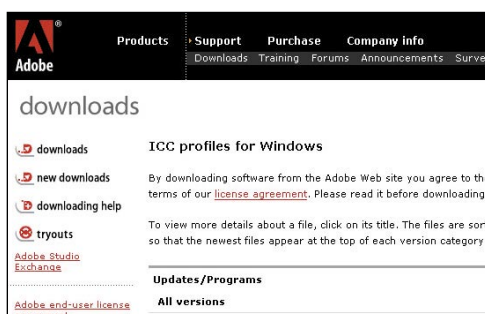 Adobe
Products Support Purchase Company info
Downloads Training Forums Announcements
downloads
downloads
new downloads
downloading help
tryouts
Adobe Studio
Exchange
Adobe end-user license
ICC profiles for Windows
By downloading software from the Adobe Web site you agree to
terms of our license agreement. Please read it before downloading
To view more details about a file, click on its title. The files are
so that the newest files appear at the top of each version category
Updates/Programs
All versions